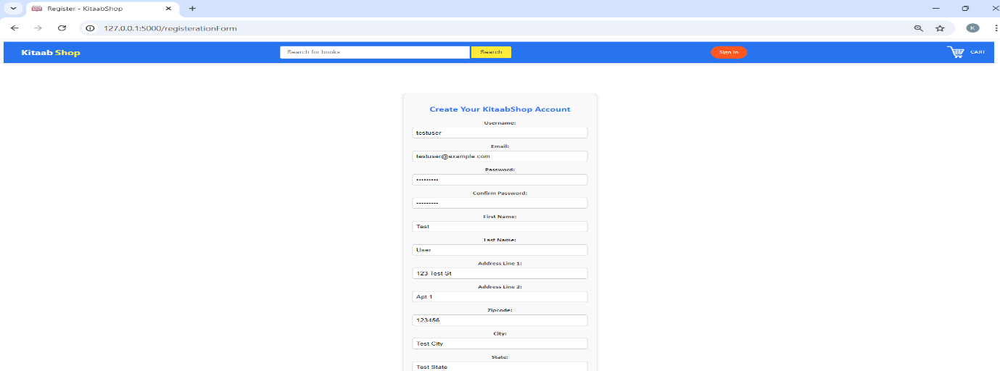 Register - KitaabShop
127.0.0.1:5000/registerationForm
K
Kitaab Shop
Search for books
Search
Sign In
CART
Create Your KitaabShop Account
Username:
testuser
Email:
testuser@example.com
Password:
•••••••••
Confirm Password:
•••••••••
First Name:
Test
Last Name:
User
Address Line 1:
123 Test St
Address Line 2:
Apt 1
Zipcode:
123456
City:
Test City
State:
Test State